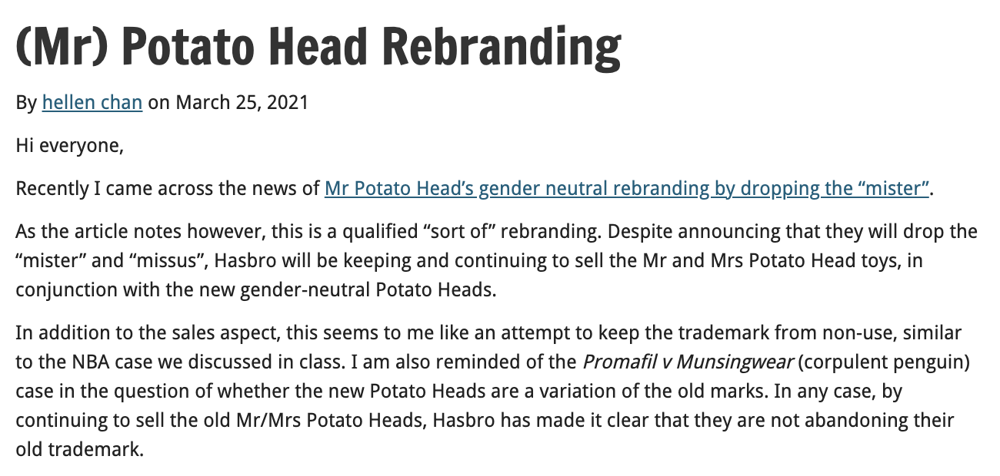 (Mr) Potato Head Rebranding
By hellen chan on March 25, 2021
Hi everyone,
Recently I came across the news of Mr Potato Head’s gender neutral rebranding by dropping the “mister”.
As the article notes however, this is a qualified “sort of” rebranding. Despite announcing that they will drop the
“mister” and “missus”, Hasbro will be keeping and continuing to sell the Mr and Mrs Potato Head toys, in
conjunction with the new gender-neutral Potato Heads.
In addition to the sales aspect, this seems to me like an attempt to keep the trademark from non-use, similar
to the NBA case we discussed in class. I am also reminded of the Promafil v Munsingwear (corpulent penguin)
case in the question of whether the new Potato Heads are a variation of the old marks. In any case, by
continuing to sell the old Mr/Mrs Potato Heads, Hasbro has made it clear that they are not abandoning their
old trademark.